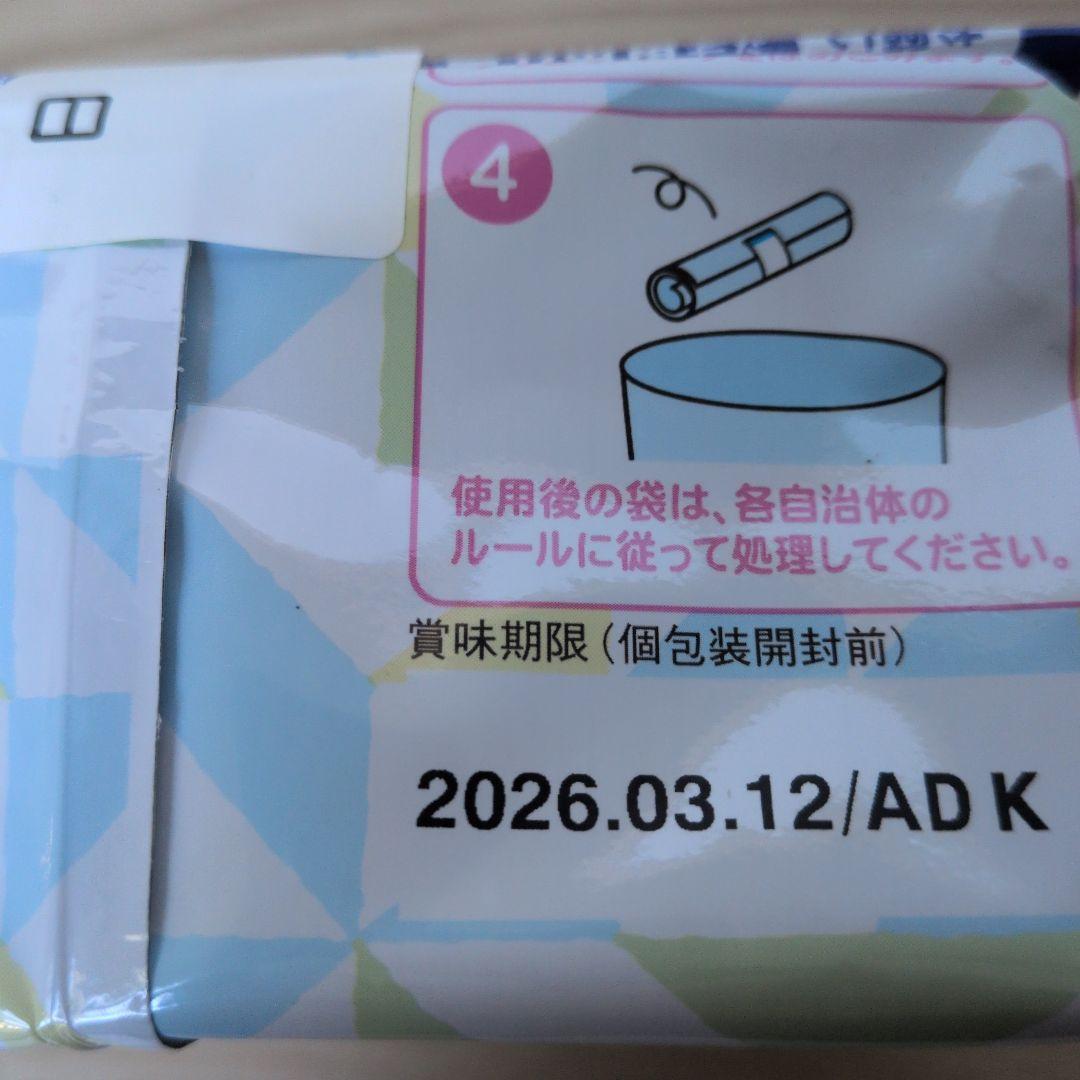 4
使用後の袋は、各自治体の
ルールに従って処理してください。
賞味期限（個包装開封前）
2026.03.12/AD K